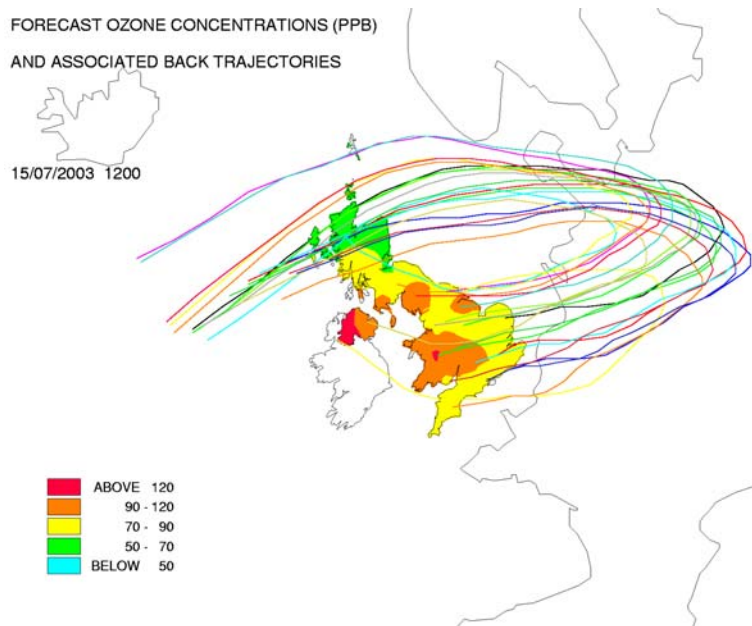 FORECAST OZONE CONCENTRATIONS (PPB)
AND ASSOCIATED BACK TRAJECTORIES
15/07/2003 1200
ABOVE 120
90 - 120
70 - 90
50 - 70
BELOW 50